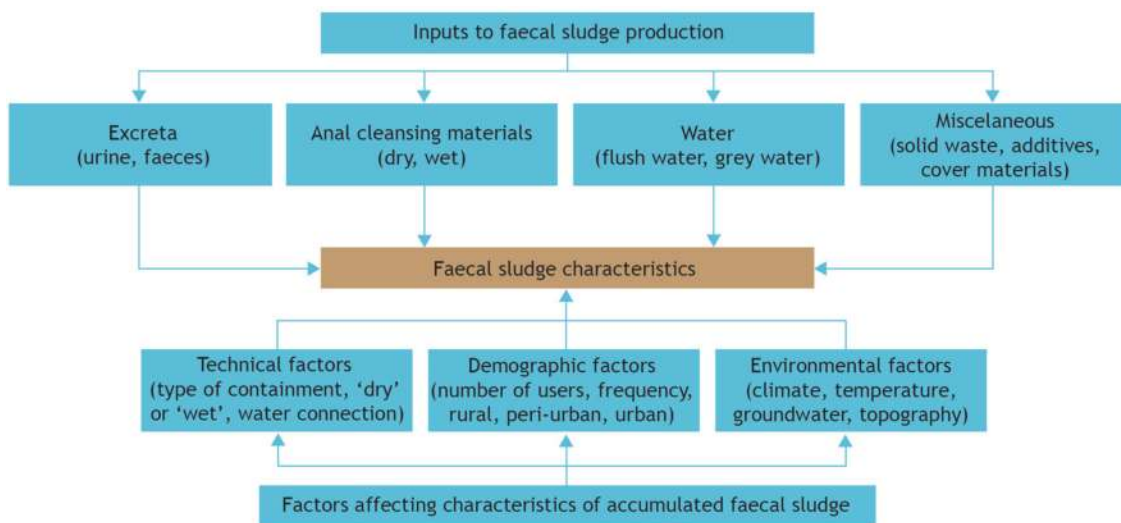 Inputs to faecal sludge production
Excreta
(urine, faeces)
Anal cleansing materials
(dry, wet)
Water
(flush water, grey water)
Miscelaneous
(solid waste, additives,
cover materials)
Faecal sludge characteristics
Technical factors
(type of containment, ‘dry’
or ‘wet’, water connection)
Demographic factors
(number of users, frequency,
rural, peri-urban, urban)
Environmental factors
(climate, temperature,
groundwater, topography)
Factors affecting characteristics of accumulated faecal sludge